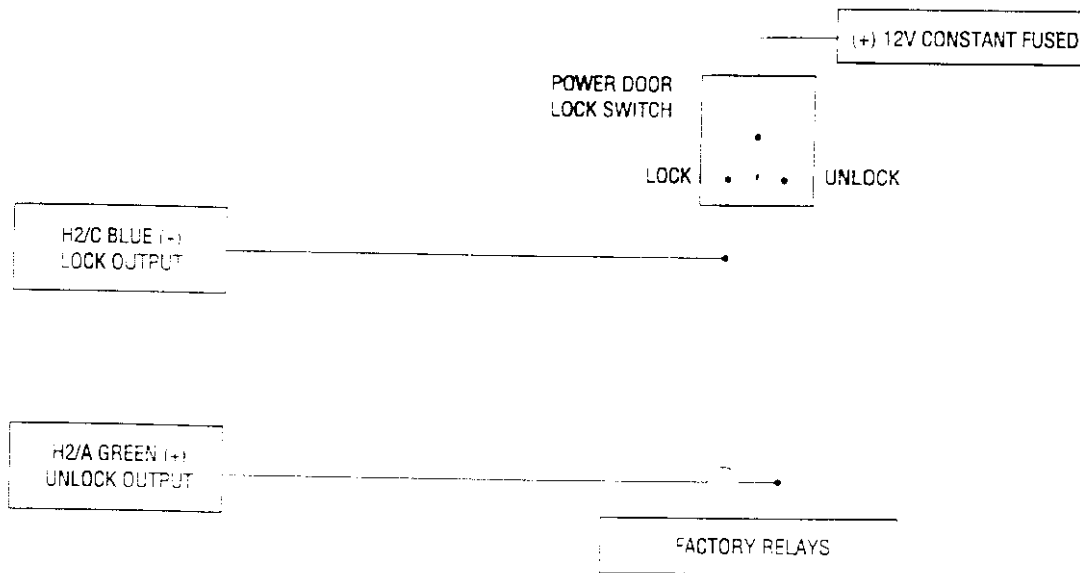 (+) 12V CONSTANT FUSED
POWER DOOR
LOCK SWITCH
LOCK
UNLOCK
H2/C BLUE (+)
LOCK OUTPUT
H2/A GREEN (+)
UNLOCK OUTPUT
FACTORY RELAYS